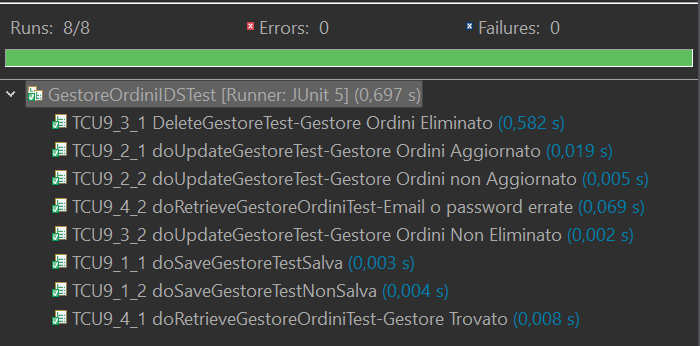 Runs: 8/8 Errors: 0 Failures: 0
GestoreOrdiniIDSTest [Runner: JUnit 5] (0,697 s)
TCU9_3_1 DeleteGestoreTest-Gestore Ordini Eliminato (0,582 s)
TCU9_2_1 doUpdateGestoreTest-Gestore Ordini Aggiornato (0,019 s)
TCU9_2_2 doUpdateGestoreTest-Gestore Ordini non Aggiornato (0,005 s)
TCU9_4_2 doRetrieveGestoreOrdiniTest-Email o password errate (0,069 s)
TCU9_3_2 doUpdateGestoreTest-Gestore Ordini Non Eliminato (0,002 s)
TCU9_1_1 doSaveGestoreTestSalva (0,003 s)
TCU9_1_2 doSaveGestoreTestNonSalva (0,004 s)
TCU9_4_1 doRetrieveGestoreOrdiniTest-Gestore Trovato (0,008 s)